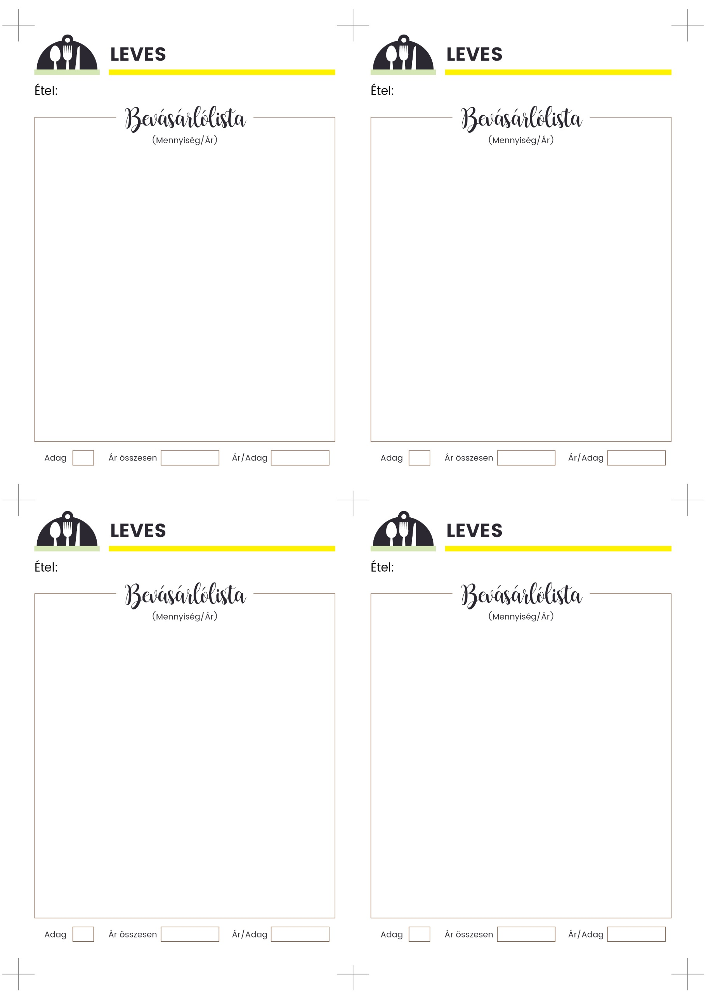 LEVES
Étel:
Bevásárlólista
(Mennyiség/Ár)
Adag Ár összesen Ár/Adag
LEVES
Étel:
Bevásárlólista
(Mennyiség/Ár)
Adag Ár összesen Ár/Adag
LEVES
Étel:
Bevásárlólista
(Mennyiség/Ár)
Adag Ár összesen Ár/Adag
LEVES
Étel:
Bevásárlólista
(Mennyiség/Ár)
Adag Ár összesen Ár/Adag